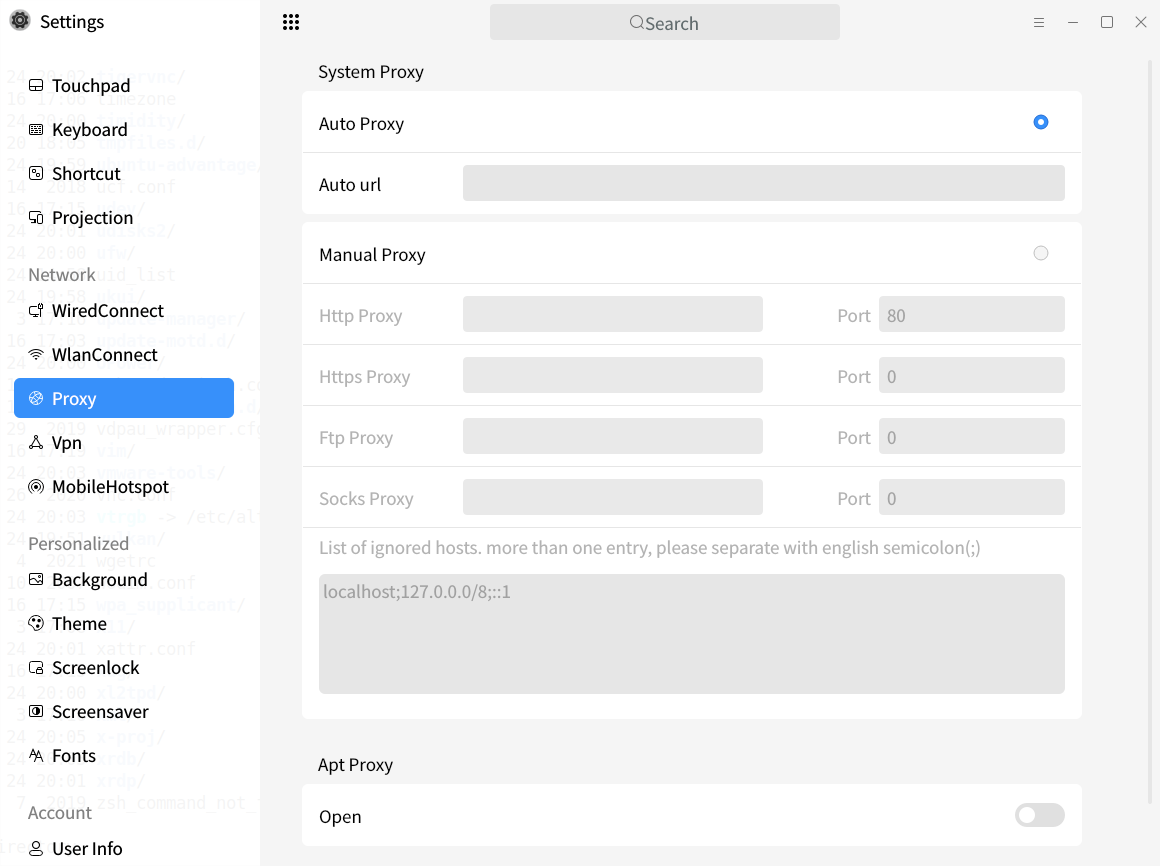 Settings
Search
Touchpad
Keyboard
Shortcut
Projection
Network
WiredConnect
WlanConnect
Proxy
Vpn
MobileHotspot
Personalized
Background
Theme
Screenlock
Screensaver
Fonts
Account
User Info
System Proxy
Auto Proxy
Auto url
Manual Proxy
Http Proxy Port 80
Https Proxy Port 0
Ftp Proxy Port 0
Socks Proxy Port 0
List of ignored hosts. more than one entry, please separate with english semicolon(;)
localhost;127.0.0.0/8;::1
Apt Proxy
Open